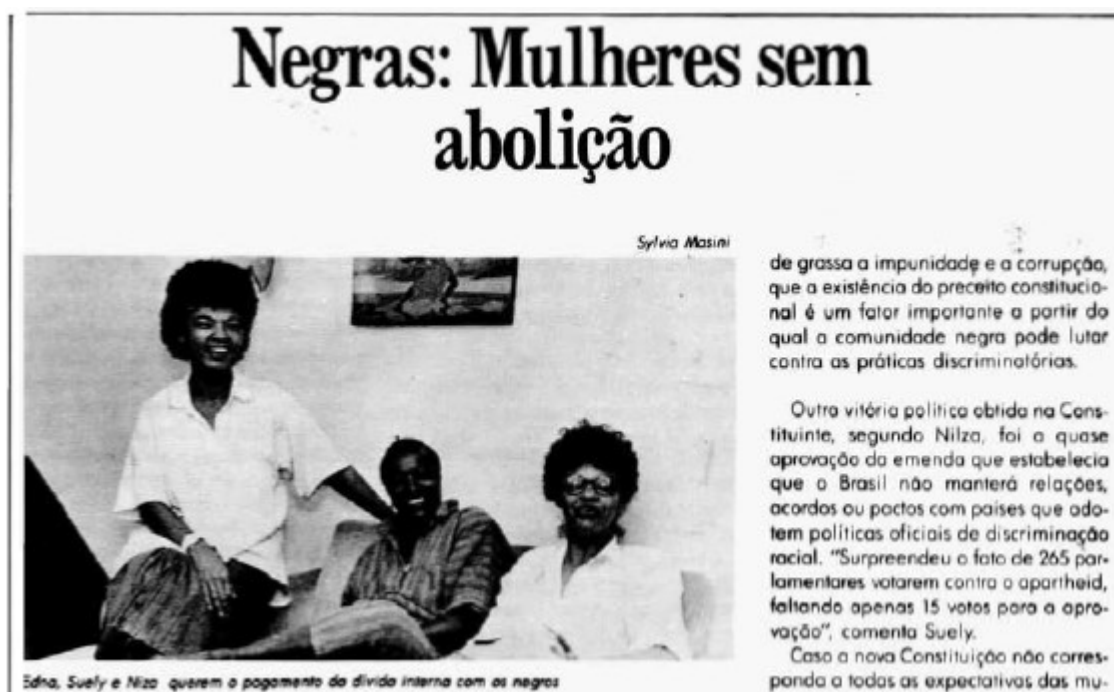 Negras: Mulheres sem
abolição
Sylvia Masini
Edna, Suely e Niza querem o pagamento da dívida interna com os negros
de grassa a impunidade e a corrupção,
que a existência do preceito constitucio-
nal é um fator importante a partir do
qual a comunidade negra pode lutar
contra as práticas discriminatórias.
Outra vitória política obtida na Cons-
tituinte, segundo Nilza, foi a quase
aprovação da emenda que estabelecia
que o Brasil não manterá relações,
acordos ou pactos com países que ado-
tem políticas oficiais de discriminação
racial. "Surpreendeu o fato de 265 par-
lamentares votarem contra o apartheid,
faltando apenas 15 votos para a apro-
vação", comenta Suely.
Caso a nova Constituição não corres-
ponda a todas as expectativas das mu-